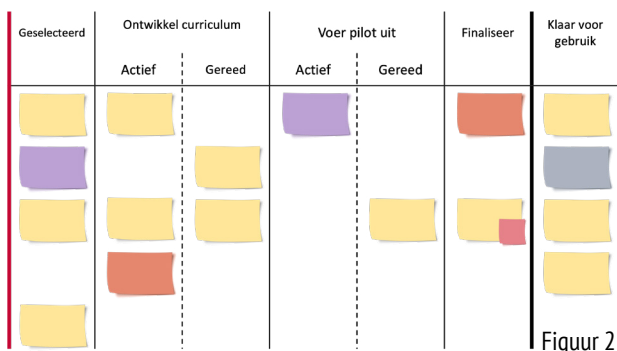 Geselecteerd
Ontwikkel curriculum
Voer pilot uit
Finaliseer
Klaar voor
gebruik
Actief
Gereed
Actief
Gereed
Figuur 2